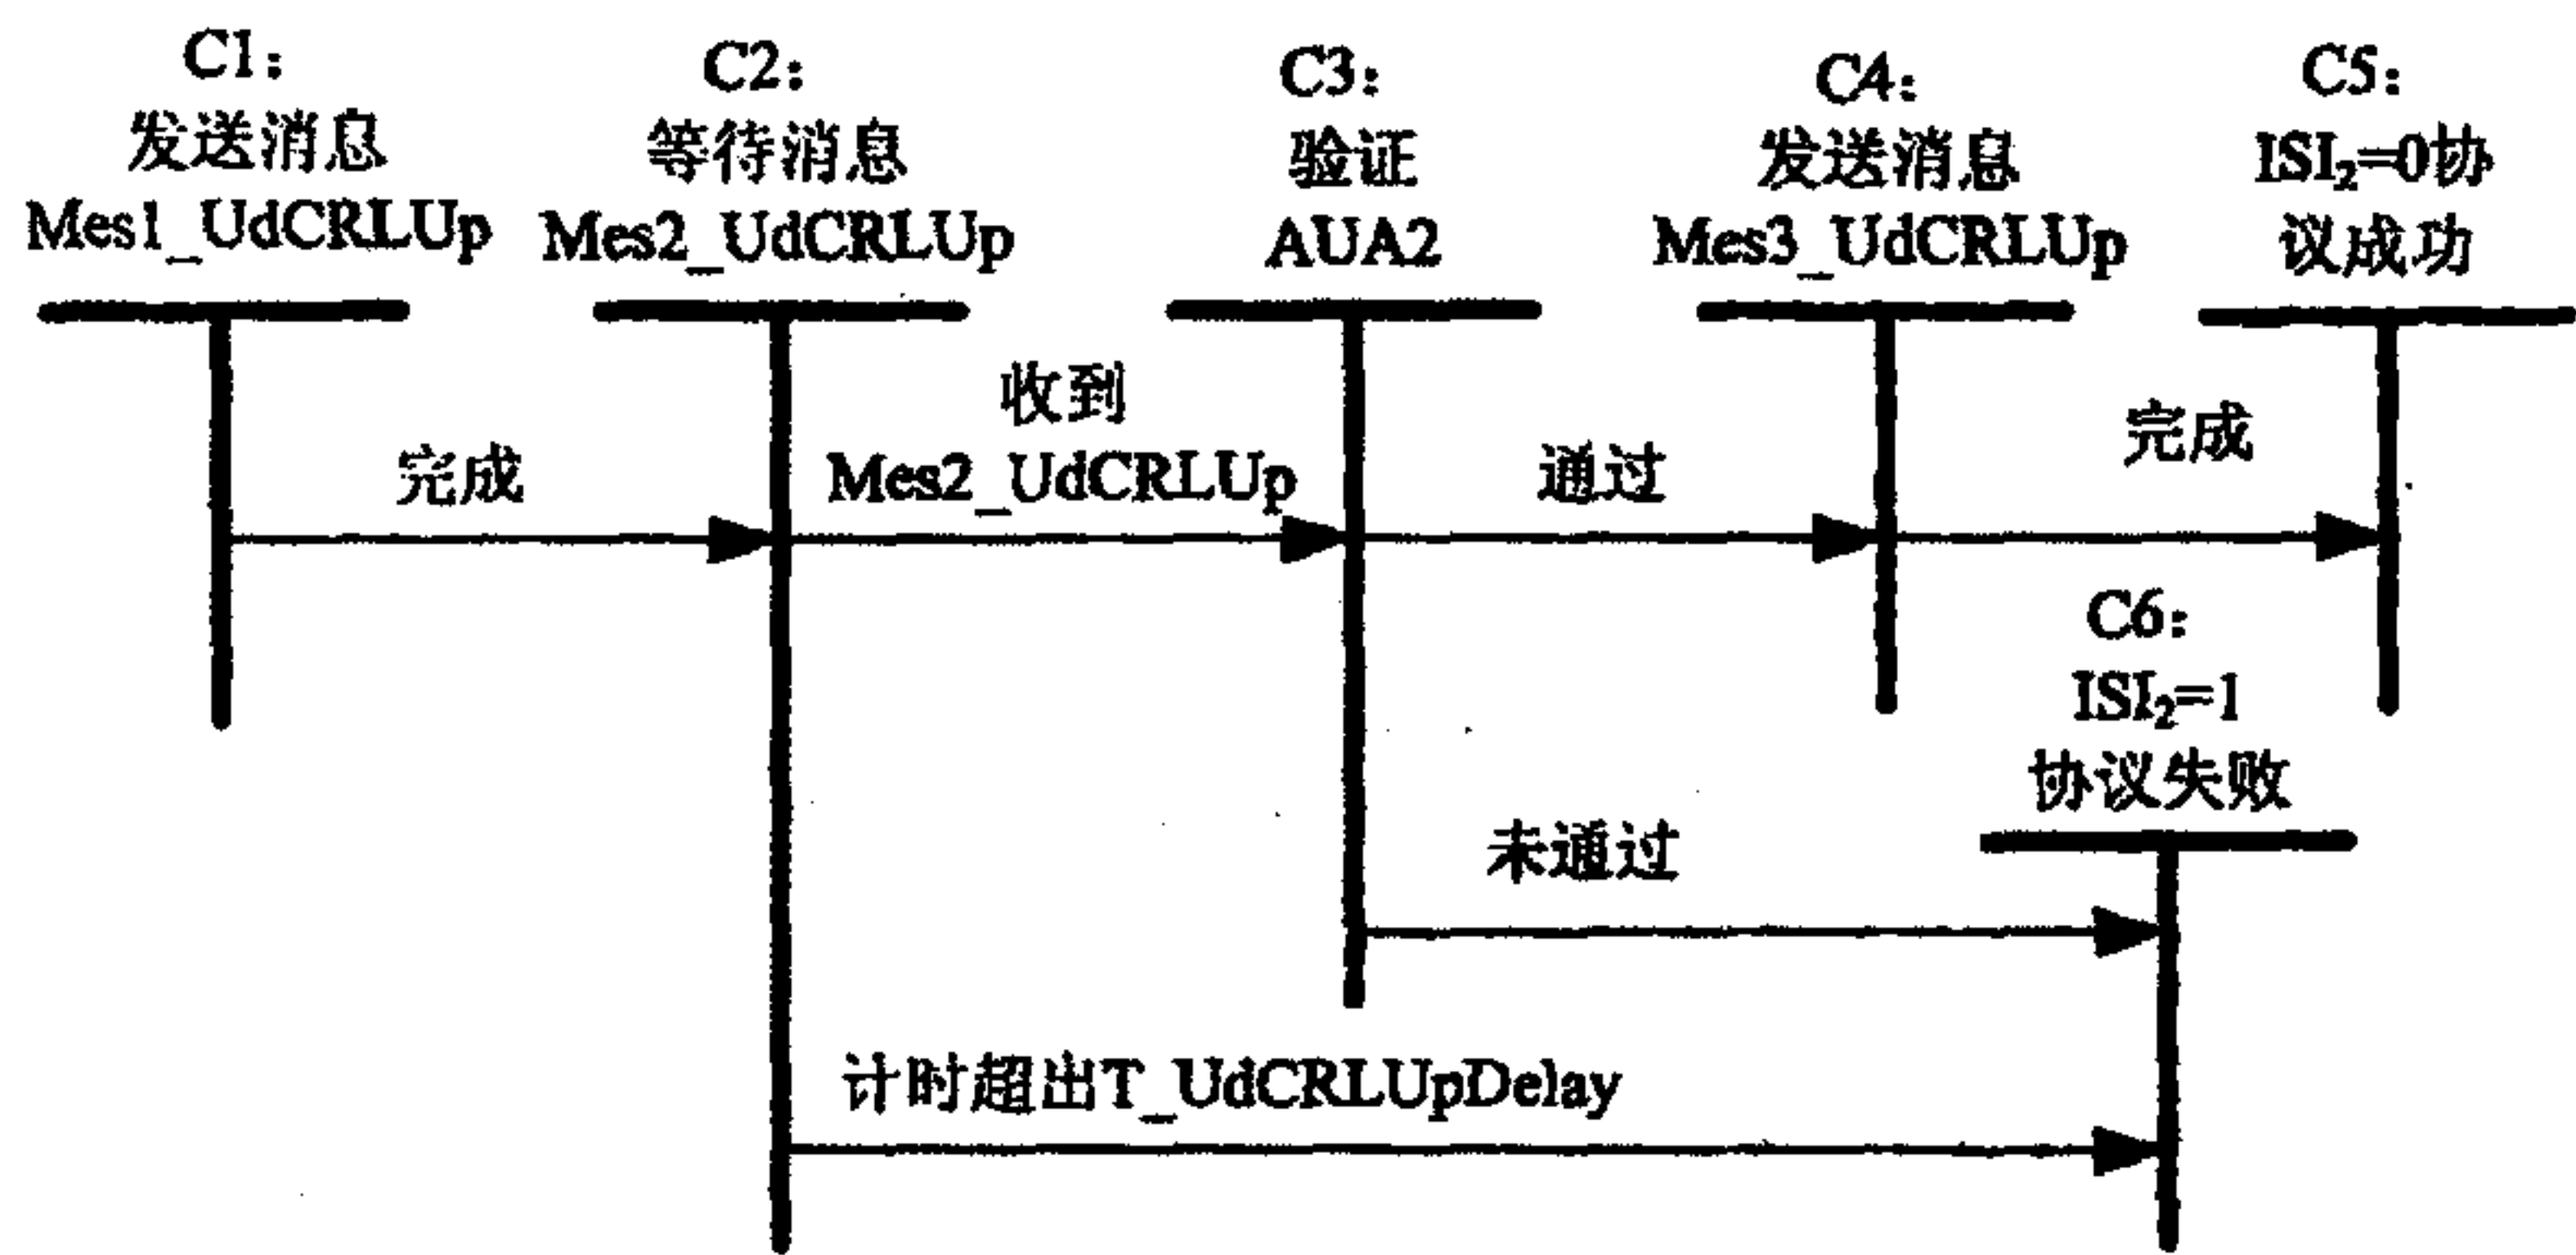 C1：
发送消息
Mes1_UdCRLUp
C2：
等待消息
Mes2_UdCRLUp
C3：
验证
AUA2
C4：
发送消息
Mes3_UdCRLUp
C5：
ISI₂=0协
议成功
完成
收到
Mes2_UdCRLUp
通过
完成
C6：
ISI₂=1
协议失败
未通过
计时超出T_UdCRLUpDelay